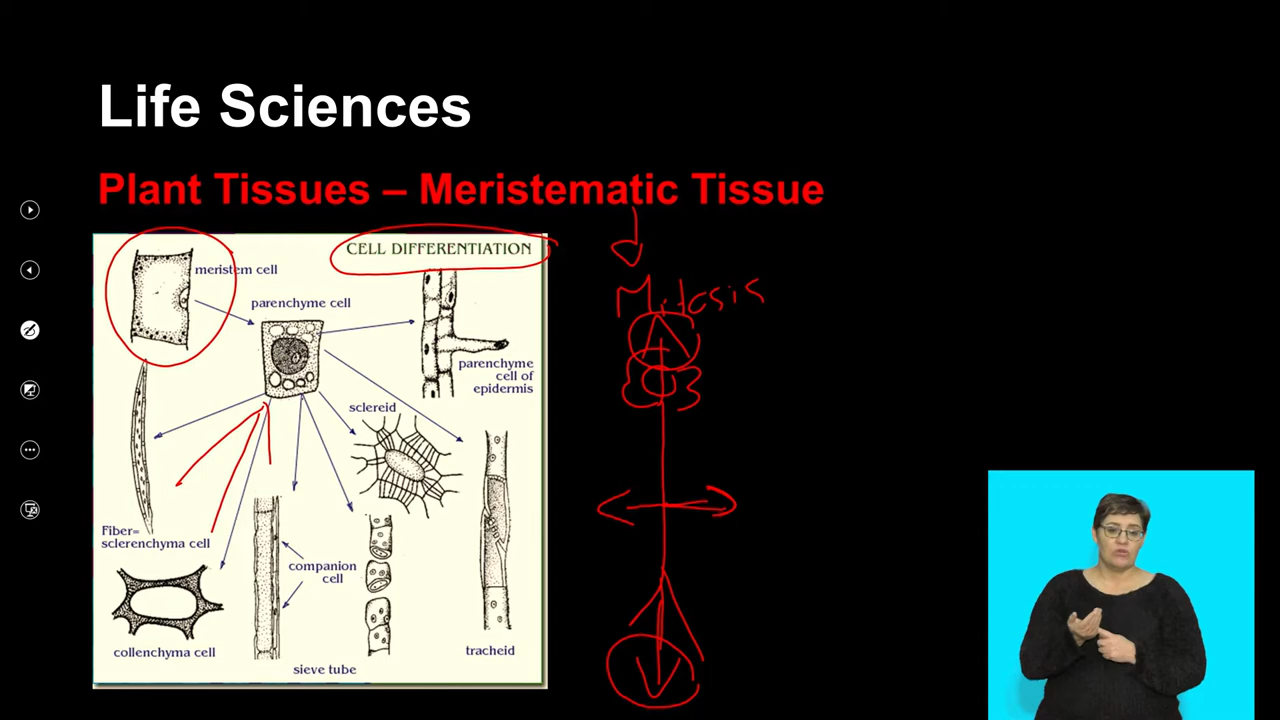 Life Sciences
Plant Tissues – Meristematic Tissue
CELL DIFFERENTIATION
meristem cell
parenchyme cell
parenchyme
cell of
epidermis
sclereid
Fiber=
sclerenchyma cell
companion
cell
collenchyma cell
sieve tube
tracheid
Mitosis